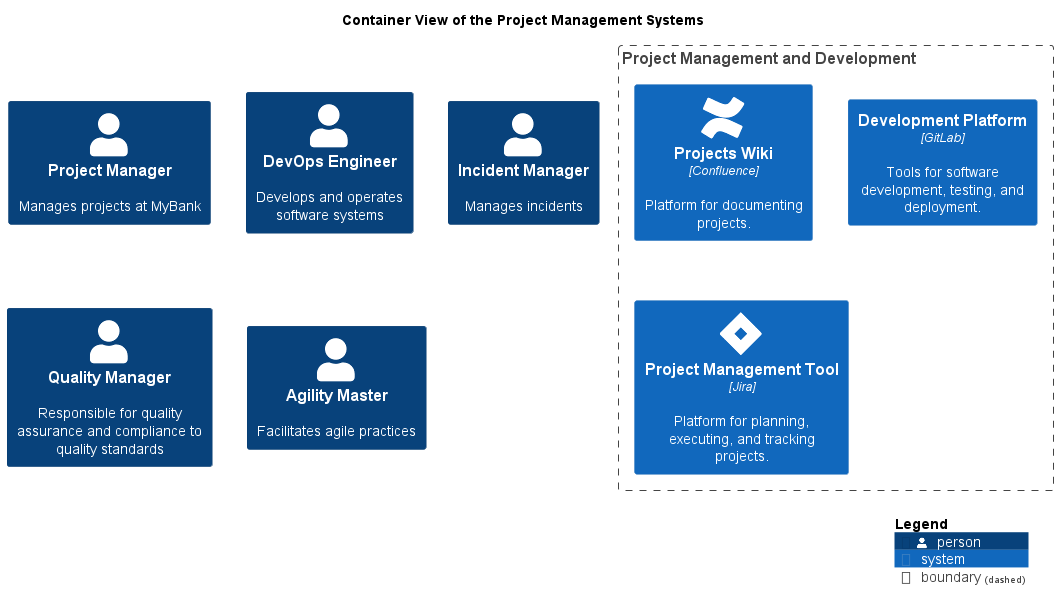 Container View of the Project Management Systems
Project Manager
Manages projects at MyBank
DevOps Engineer
Develops and operates
software systems
Incident Manager
Manages incidents
Project Management and Development
Projects Wiki
[Confluence]
Platform for documenting
projects.
Development Platform
[GitLab]
Tools for software
development, testing, and
deployment.
Quality Manager
Responsible for quality
assurance and compliance to
quality standards
Agility Master
Facilitates agile practices
Project Management Tool
[Jira]
Platform for planning,
executing, and tracking
projects.
Legend
person
system
boundary (dashed)